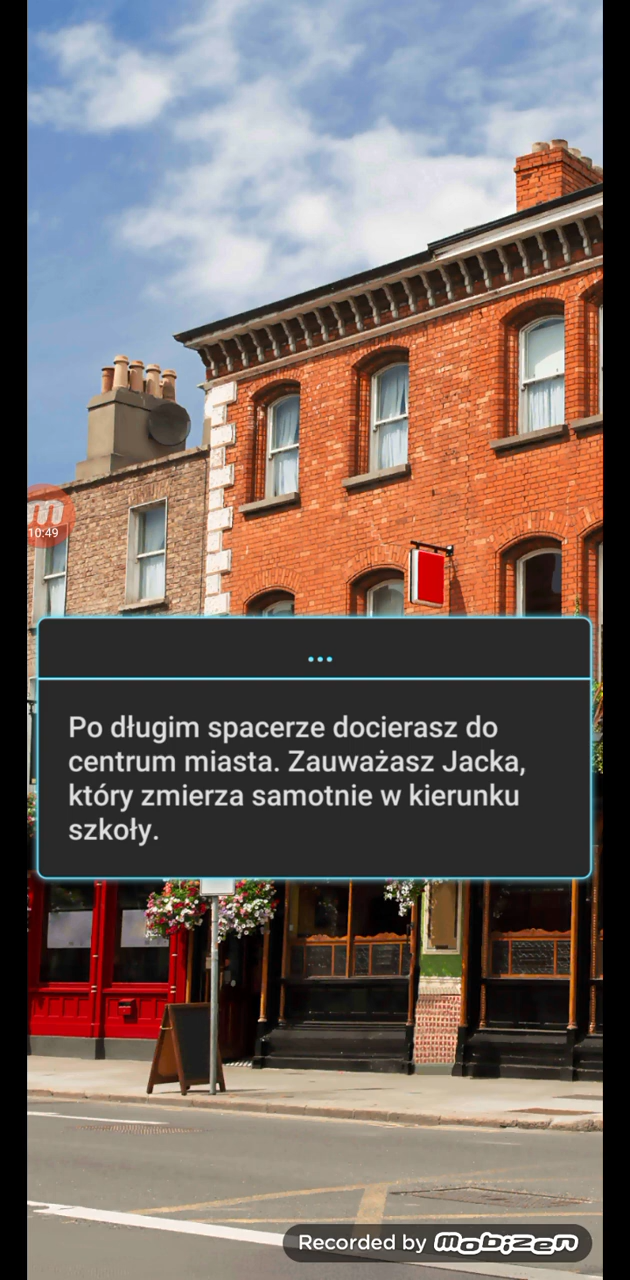 m
10:49
...
Po długim spacerze docierasz do
centrum miasta. Zauważasz Jacka,
który zmierza samotnie w kierunku
szkoły.
Recorded by mobizen